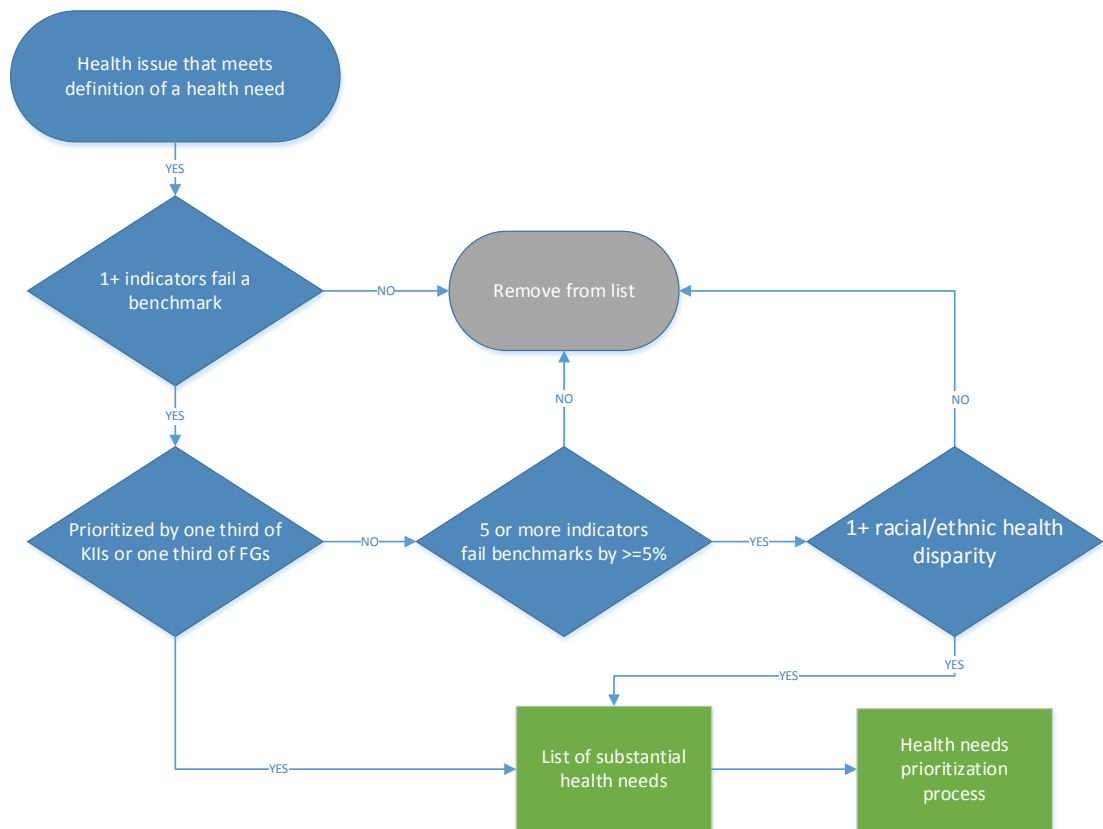 Health issue that meets
definition of a health need
YES
1+ indicators fail a
benchmark
NO
Remove from list
YES
NO
NO
Prioritized by one third of
KIIs or one third of FGs
NO
5 or more indicators
fail benchmarks by >=5%
YES
1+ racial/ethnic health
disparity
YES
YES
YES
List of substantial
health needs
Health needs
prioritization
process